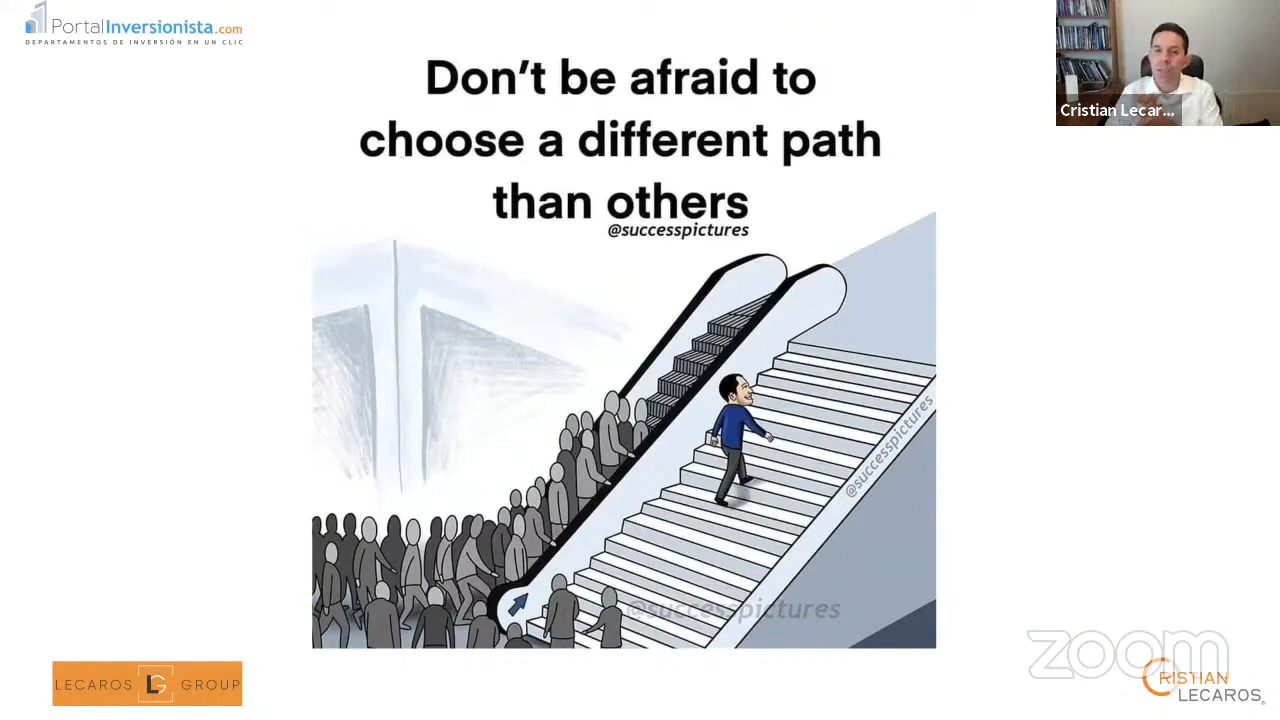 PortalInversionista.com
DEPARTAMENTOS DE INVERSIÓN EN UN CLIC
Cristian Lecar...
Don't be afraid to
choose a different path
than others
@successpictures
@successpictures
@successpictures
LECAROS LG GROUP
zoom
CRISTIAN
LECAROS®